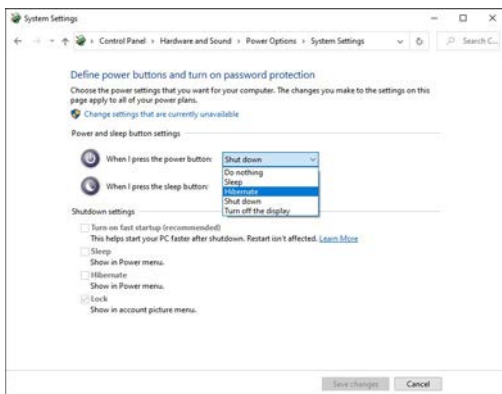 System Settings
Control Panel › Hardware and Sound › Power Options › System Settings
Search C...
Define power buttons and turn on password protection
Choose the power settings that you want for your computer. The changes you make to the settings on this
page apply to all of your power plans.
Change settings that are currently unavailable
Power and sleep button settings
When I press the power button: Shut down
Do nothing
Sleep
Hibernate
Shut down
Turn off the display
When I press the sleep button:
Shutdown settings
Turn on fast startup (recommended)
This helps start your PC faster after shutdown. Restart isn't affected. Learn More
Sleep
Show in Power menu.
Hibernate
Show in Power menu.
Lock
Show in account picture menu.
Save changes Cancel